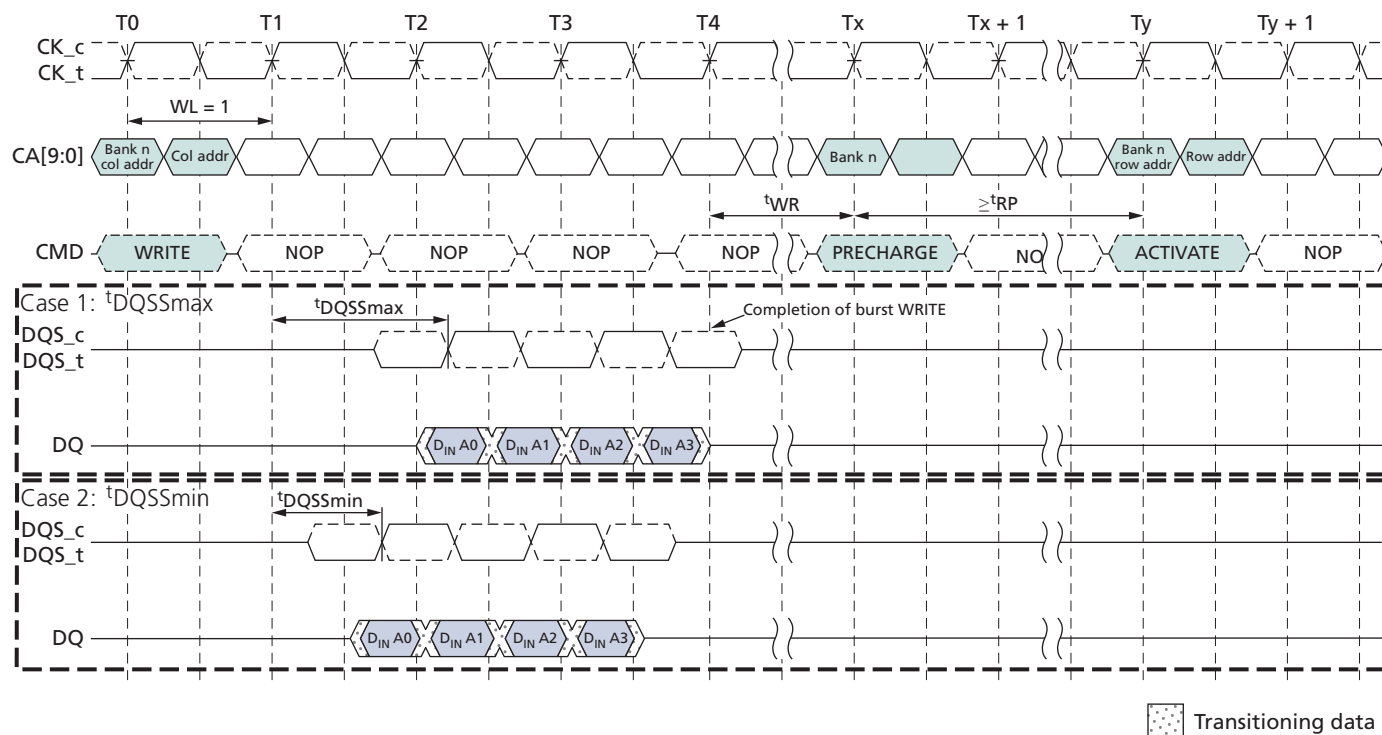 T0 T1 T2 T3 T4 Tx Tx + 1 Ty Ty + 1
CK_c
CK_t
WL = 1
CA[9:0]
Bank n
col addr
Col addr
Bank n
Bank n
row addr
Row addr
tWR
≥tRP
CMD
WRITE NOP NOP NOP NOP PRECHARGE NO ACTIVATE NOP
Case 1: tDQSSmax
tDQSSmax
Completion of burst WRITE
DQS_c
DQS_t
DQ
DIN A0 DIN A1 DIN A2 DIN A3
Case 2: tDQSSmin
tDQSSmin
DQS_c
DQS_t
DQ
DIN A0 DIN A1 DIN A2 DIN A3
Transitioning data